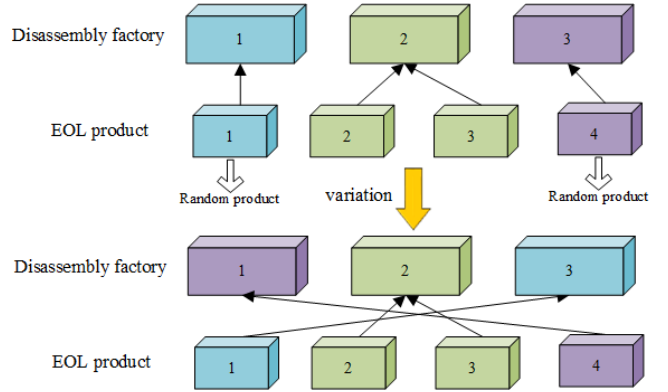 Disassembly factory 1 2 3
EOL product 1 2 3 4
Random product variation Random product
Disassembly factory 1 2 3
EOL product 1 2 3 4